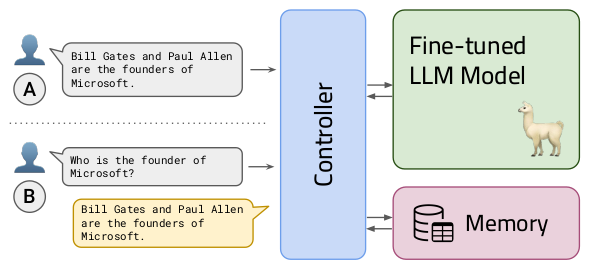 Bill Gates and Paul Allen
are the founders of
Microsoft.
A
Who is the founder of
Microsoft?
B
Bill Gates and Paul Allen
are the founders of
Microsoft.
Controller
Fine-tuned
LLM Model
Memory